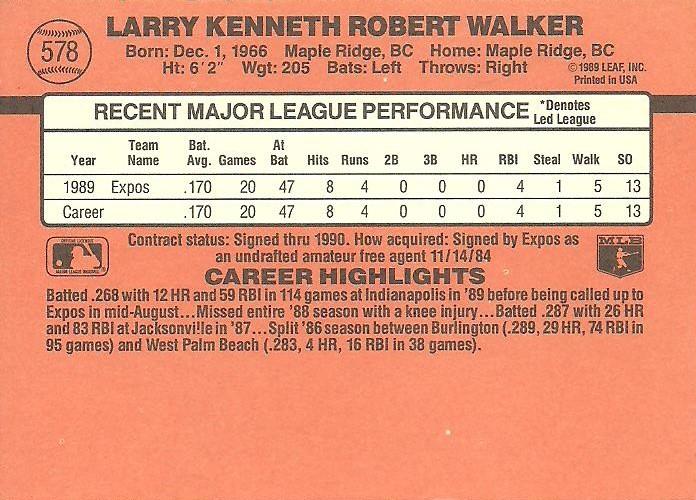 578
LARRY KENNETH ROBERT WALKER
Born: Dec. 1, 1966 Maple Ridge, BC Home: Maple Ridge, BC
Ht: 6'2" Wgt: 205 Bats: Left Throws: Right
© 1989 LEAF, INC.
Printed in USA
RECENT MAJOR LEAGUE PERFORMANCE *Denotes Led League
Year Team Name Bat. Avg. Games At Bat Hits Runs 2B 3B HR RBI Steal Walk SO
1989 Expos .170 20 47 8 4 0 0 0 4 1 5 13
Career .170 20 47 8 4 0 0 0 4 1 5 13
Contract status: Signed thru 1990. How acquired: Signed by Expos as
an undrafted amateur free agent 11/14/84
MLB
CAREER HIGHLIGHTS
Batted .268 with 12 HR and 59 RBI in 114 games at Indianapolis in '89 before being called up to
Expos in mid-August...Missed entire '88 season with a knee injury...Batted .287 with 26 HR
and 83 RBI at Jacksonville in '87...Split '86 season between Burlington (.289, 29 HR, 74 RBI in
95 games) and West Palm Beach (.283, 4 HR, 16 RBI in 38 games).